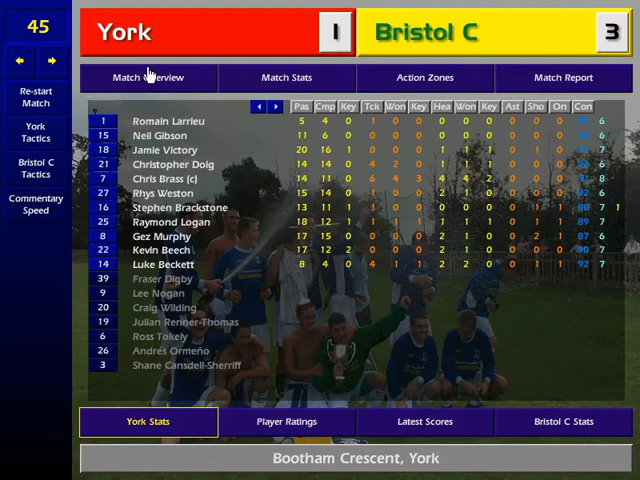 45
York 1 Bristol C 3
Match Overview Match Stats Action Zones Match Report
Re-start Match
York Tactics
Bristol C Tactics
Commentary Speed
Pas Cmp Key Tck Won Key Hea Won Key Ast Sho On Con
1 Romain Larrieu 5 4 0 1 0 0 0 0 0 0 0 0 6
15 Neil Gibson 11 6 0 0 0 0 0 0 0 0 0 0 6
18 Jamie Victory 20 16 1 0 0 0 1 1 1 0 0 0 7
21 Christopher Doig 14 14 0 4 2 0 1 1 0 0 0 0 6
7 Chris Brass (c) 14 11 0 6 4 3 4 4 2 0 0 0 8
27 Rhys Weston 15 14 0 1 0 0 2 1 0 0 0 0 6
16 Stephen Brackstone 13 11 1 1 0 0 1 0 0 0 1 1 7 1
25 Raymond Logan 18 12 1 1 1 0 1 1 0 0 1 1 89 7
8 Gez Murphy 17 15 0 0 0 0 2 1 0 0 2 1 87 6
22 Kevin Beech 17 12 2 0 0 0 2 1 0 0 0 0 90 7
14 Luke Beckett 8 4 0 4 1 1 2 2 0 0 1 1 92 7
39 Fraser Digby
9 Lee Nogan
20 Craig Wilding
19 Julian Renner-Thomas
6 Ross Tokely
26 Andrés Ormeño
3 Shane Cansdell-Sherriff
York Stats Player Ratings Latest Scores Bristol C Stats
Bootham Crescent, York